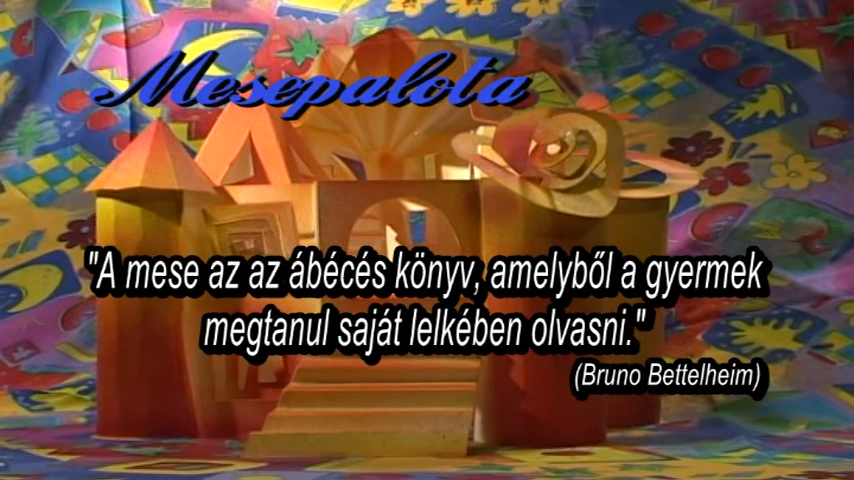 Mesepalota
"A mese az az ábécés könyv, amelyből a gyermek
megtanul saját lelkében olvasni."
(Bruno Bettelheim)